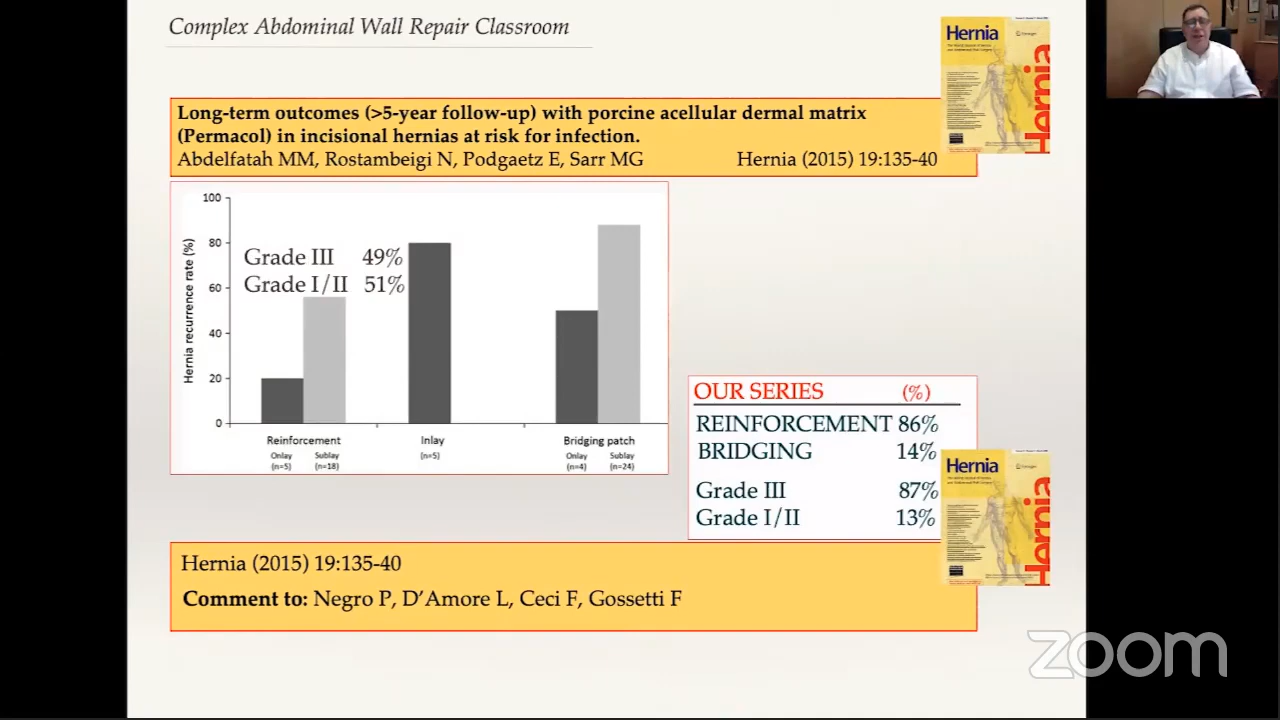 Complex Abdominal Wall Repair Classroom
Hernia
Hernia
Long-term outcomes (>5-year follow-up) with porcine acellular dermal matrix
(Permacol) in incisional hernias at risk for infection.
Abdelfatah MM, Rostambeigi N, Podgaetz E, Sarr MG Hernia (2015) 19:135-40
Hernia recurrence rate (%)
100
80
60
40
20
0
Grade III 49%
Grade I/II 51%
Reinforcement Inlay Bridging patch
Onlay Sublay (n=5) Onlay Sublay
(n=5) (n=18) (n=4) (n=24)
OUR SERIES (%)
REINFORCEMENT 86%
BRIDGING 14%
Grade III 87%
Grade I/II 13%
Hernia
Hernia
Hernia (2015) 19:135-40
Comment to: Negro P, D’Amore L, Ceci F, Gossetti F
zoom